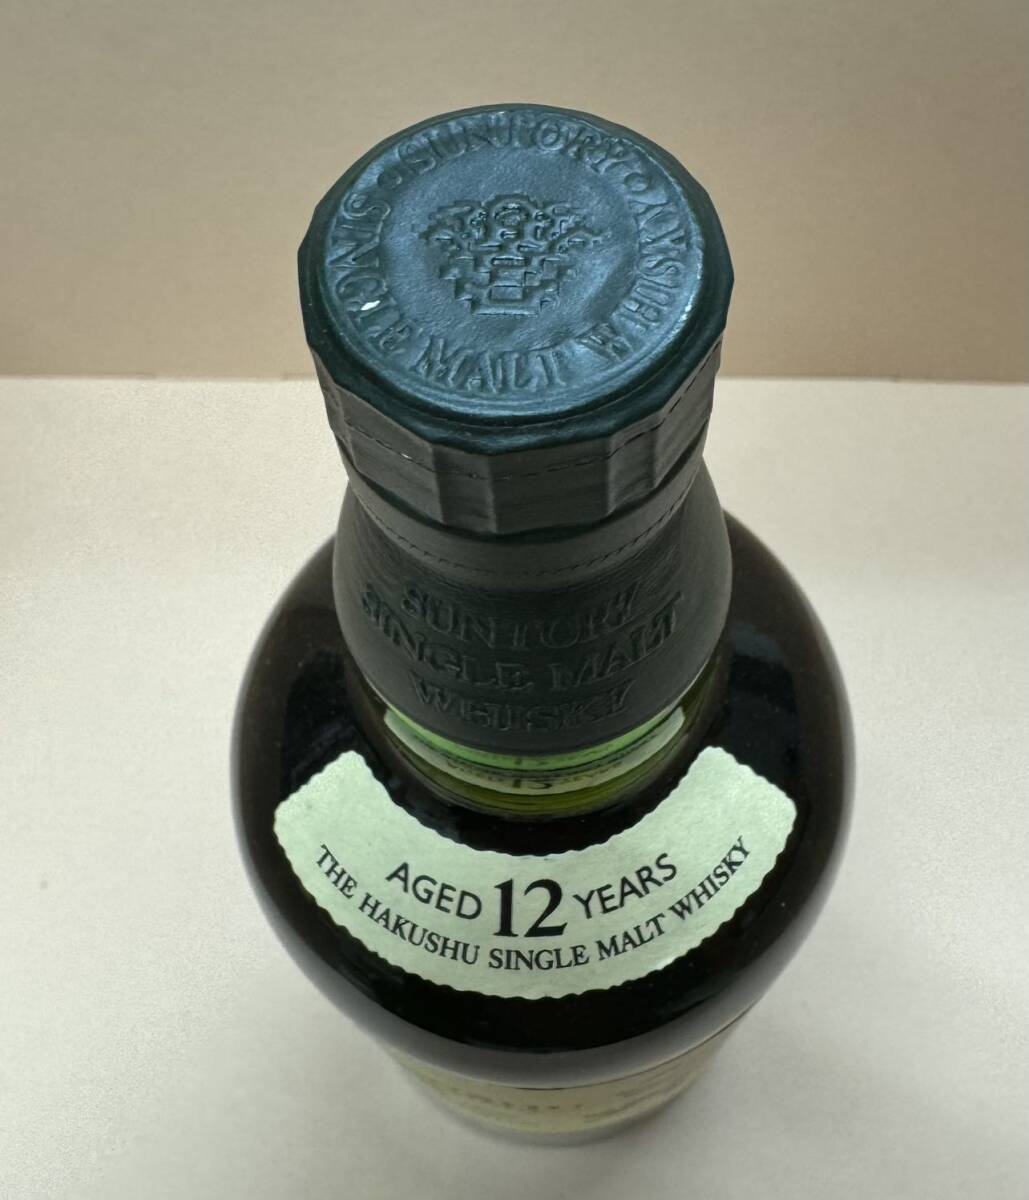 SUNTORY WHISKY
SINGLE MALT
SUNTORY
SINGLE MALT
WHISKY
AGED 12 YEARS
THE HAKUSHU SINGLE MALT WHISKY